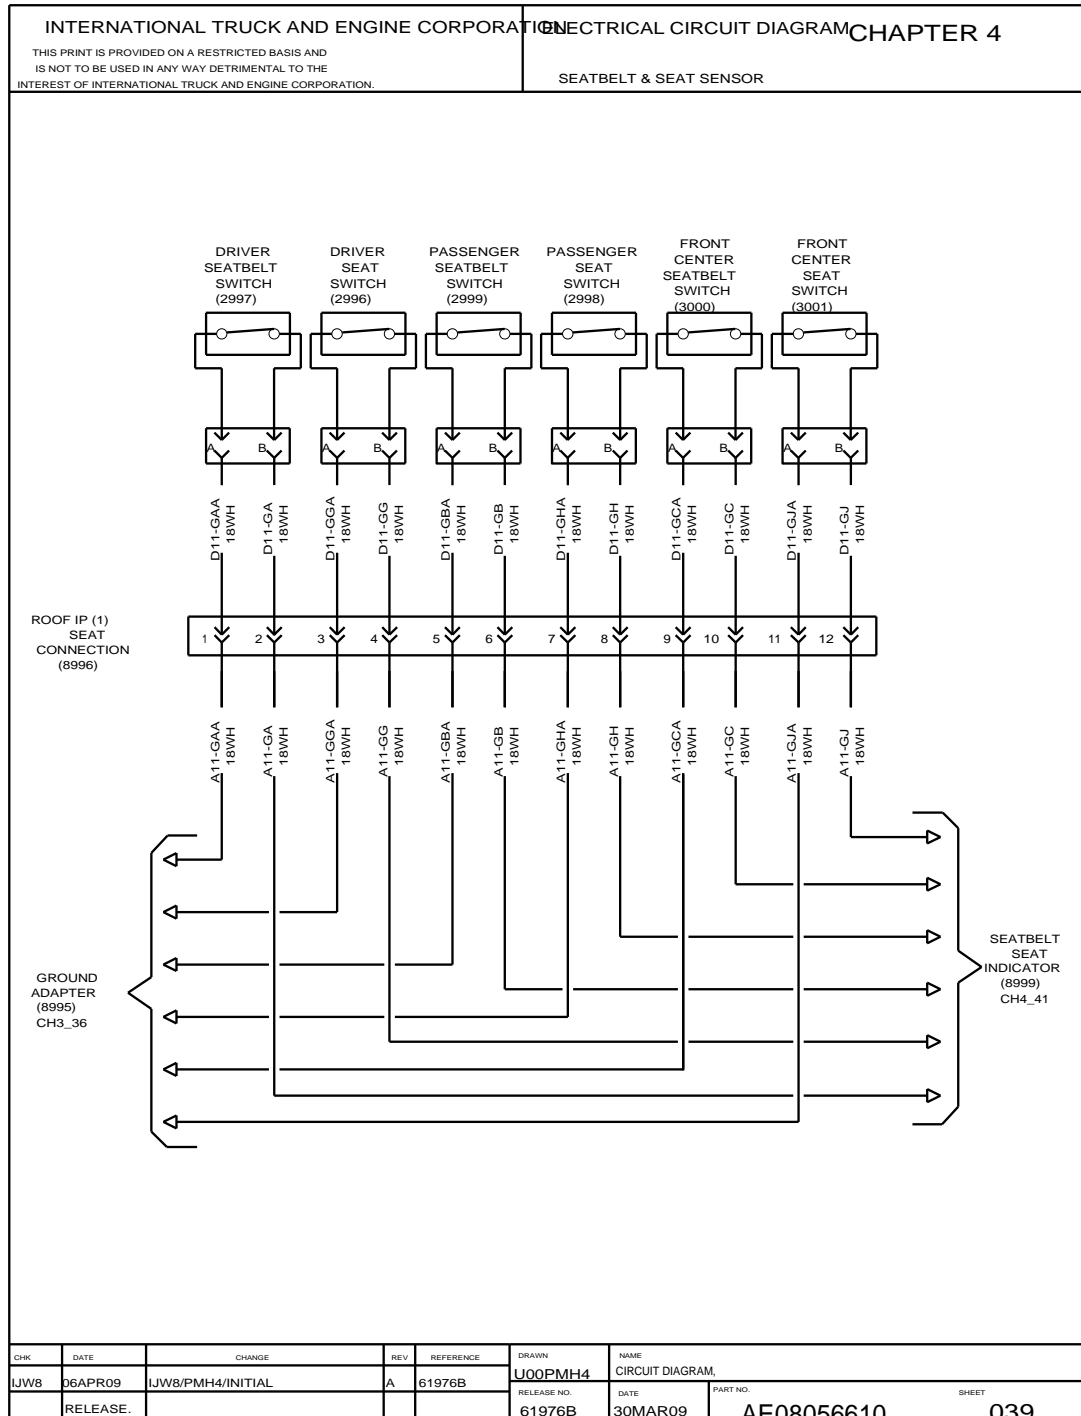 INTERNATIONAL TRUCK AND ENGINE CORPORATION
THIS PRINT IS PROVIDED ON A RESTRICTED BASIS AND
IS NOT TO BE USED IN ANY WAY DETRIMENTAL TO THE
INTEREST OF INTERNATIONAL TRUCK AND ENGINE CORPORATION.
ELECTRICAL CIRCUIT DIAGRAM
CHAPTER 4
SEATBELT & SEAT SENSOR
DRIVER
SEATBELT
SWITCH
(2997)
DRIVER
SEAT
SWITCH
(2996)
PASSENGER
SEATBELT
SWITCH
(2999)
PASSENGER
SEAT
SWITCH
(2998)
FRONT
CENTER
SEATBELT
SWITCH
(3000)
FRONT
CENTER
SEAT
SWITCH
(3001)
A B A B A B A B A B A B
D11-GAA
18WH
D11-GA
18WH
D11-GGA
18WH
D11-GG
18WH
D11-GBA
18WH
D11-GB
18WH
D11-GHA
18WH
D11-GH
18WH
D11-GCA
18WH
D11-GC
18WH
D11-GJA
18WH
D11-GJ
18WH
ROOF IP (1)
SEAT
CONNECTION
(8996)
1 2 3 4 5 6 7 8 9 10 11 12
A11-GAA
18WH
A11-GA
18WH
A11-GGA
18WH
A11-GG
18WH
A11-GBA
18WH
A11-GB
18WH
A11-GHA
18WH
A11-GH
18WH
A11-GCA
18WH
A11-GC
18WH
A11-GJA
18WH
A11-GJ
18WH
GROUND
ADAPTER
(8995)
CH3_36
SEATBELT
SEAT
INDICATOR
(8999)
CH4_41
CHK DATE CHANGE REV REFERENCE
IJW8 06APR09 IJW8/PMH4/INITIAL A 61976B
RELEASE.
DRAWN
U00PMH4
NAME
CIRCUIT DIAGRAM,
RELEASE NO.
61976B
DATE
30MAR09
PART NO.
AE08056610
SHEET
039